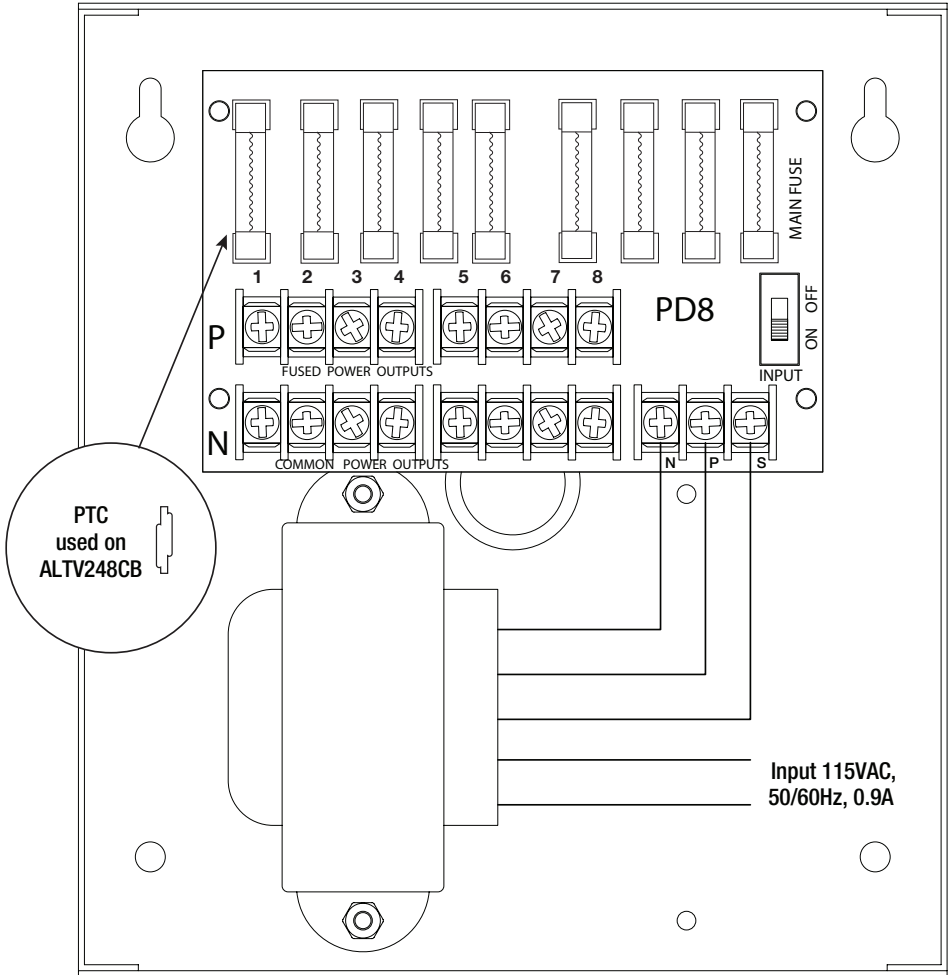 MAIN FUSE
1 2 3 4 5 6 7 8
P
PD8
ON OFF
FUSED POWER OUTPUTS
INPUT
N
COMMON POWER OUTPUTS
N P S
PTC
used on
ALTV248CB
Input 115VAC,
50/60Hz, 0.9A